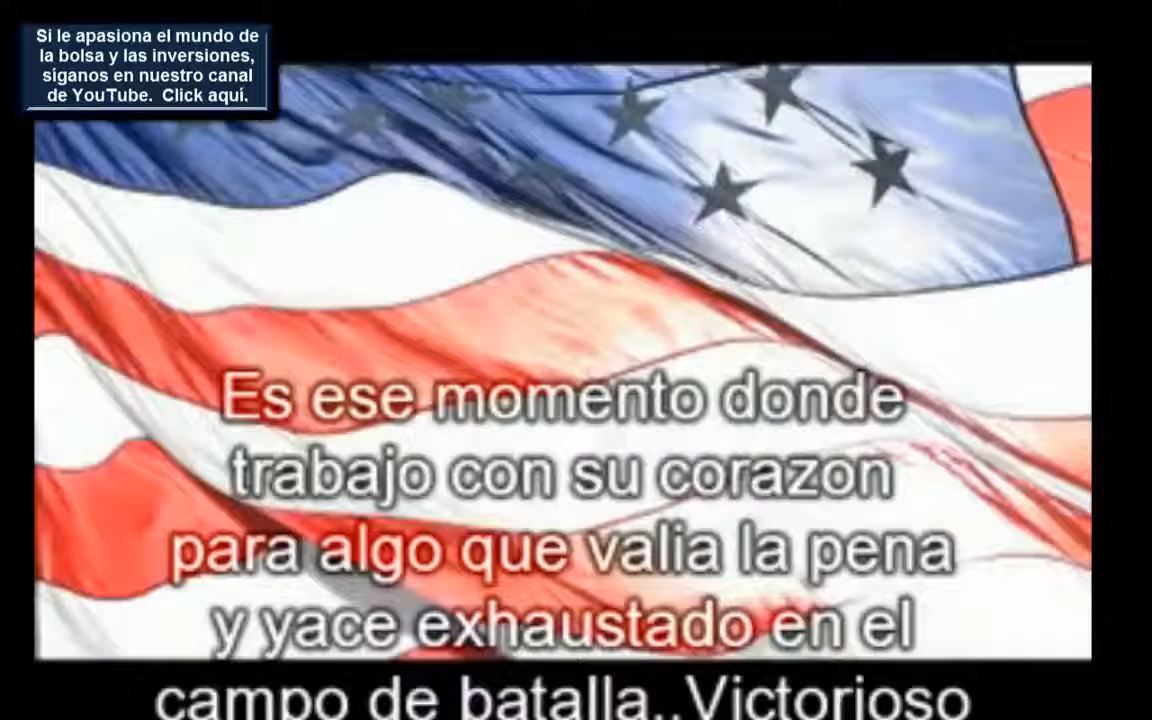 Si le apasiona el mundo de
la bolsa y las inversiones,
síganos en nuestro canal
de YouTube. Click aquí.
Es ese momento donde
trabajo con su corazon
para algo que valia la pena
y yace exhaustado en el
campo de batalla..Victorioso